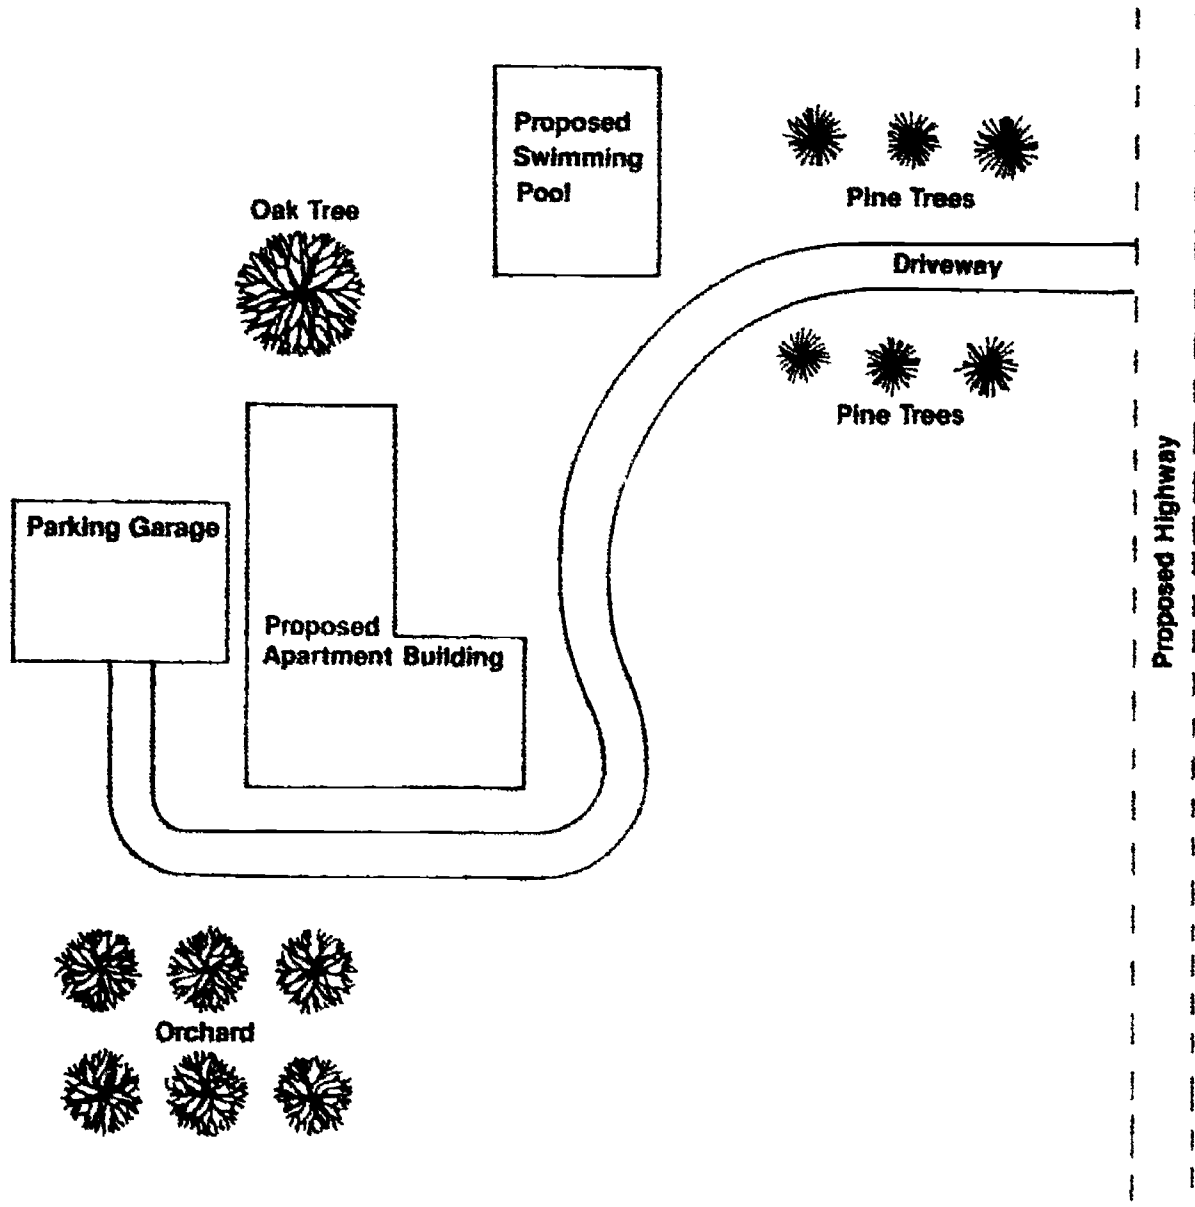 Proposed
Swimming
Pool
Pine Trees
Oak Tree
Driveway
Pine Trees
Proposed Highway
Parking Garage
Proposed
Apartment Building
Orchard